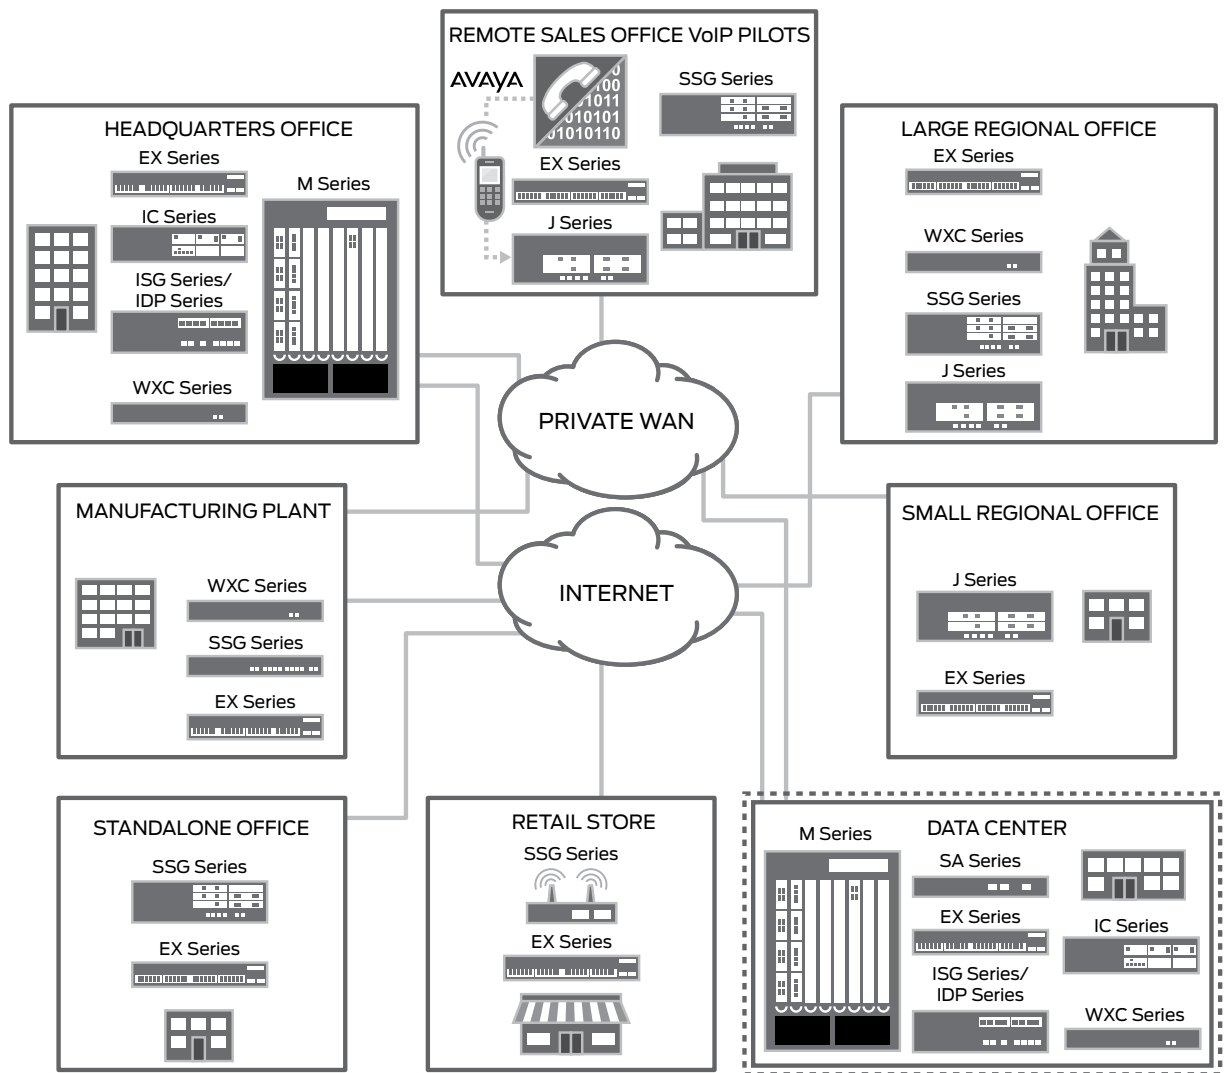 REMOTE SALES OFFICE VoIP PILOTS
AVAYA
00
100
01011
010101
01010110
SSG Series
EX Series
J Series
HEADQUARTERS OFFICE
EX Series
IC Series
ISG Series/
IDP Series
WXC Series
M Series
LARGE REGIONAL OFFICE
EX Series
WXC Series
SSG Series
J Series
PRIVATE WAN
MANUFACTURING PLANT
WXC Series
SSG Series
EX Series
INTERNET
SMALL REGIONAL OFFICE
J Series
EX Series
STANDALONE OFFICE
SSG Series
EX Series
RETAIL STORE
SSG Series
EX Series
DATA CENTER
M Series
SA Series
EX Series
ISG Series/
IDP Series
IC Series
WXC Series